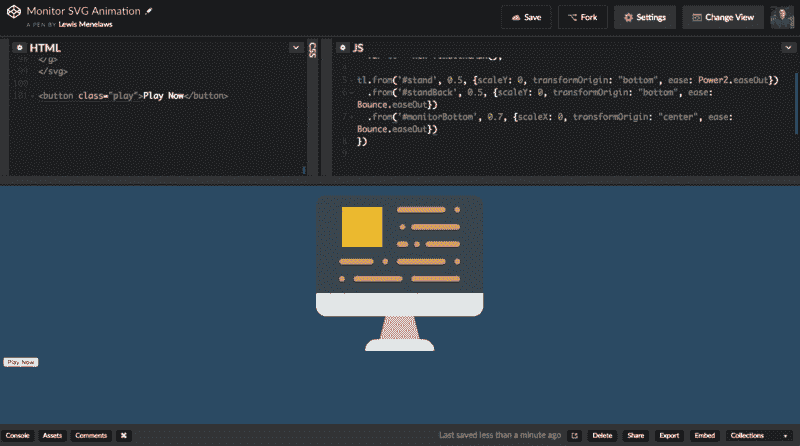 Monitor SVG Animation
A PEN BY Lewis Menelaws
Save
Fork
Settings
Change View
HTML
98 </g>
99 </svg>
100
101 <button class="play">Play Now</button>
CSS
JS
5 tl.from('#stand', 0.5, {scaleY: 0, transformOrigin: "bottom", ease: Power2.easeOut})
6 .from('#standBack', 0.5, {scaleY: 0, transformOrigin: "bottom", ease:
Bounce.easeOut})
7 .from('#monitorBottom', 0.7, {scaleX: 0, transformOrigin: "center", ease:
Bounce.easeOut})
8 })
9
Play Now
Console
Assets
Comments
⌘
Last saved less than a minute ago
Delete
Share
Export
Embed
Collections